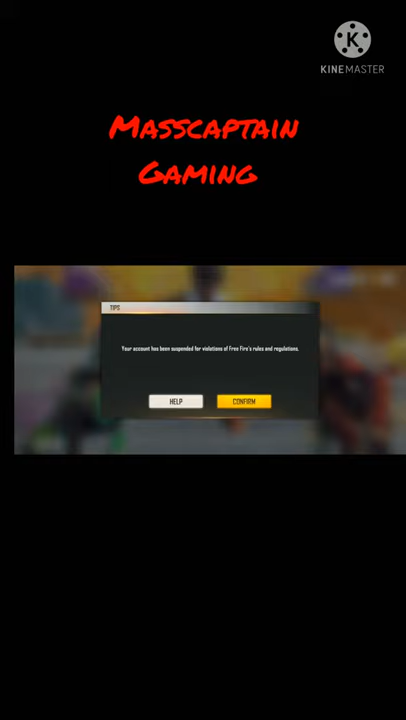 KINEMASTER
MASSCAPTAIN
GAMING
TIPS
Your account has been suspended for violations of Free Fire's rules and regulations.
HELP
CONFIRM